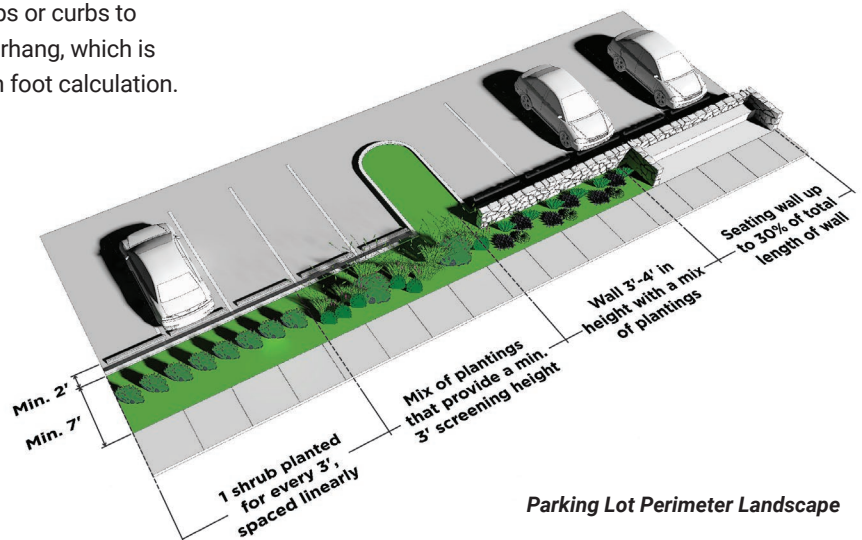 os or curbs to
rhang, which is
n foot calculation.
Min. 2'
Min. 7'
1 shrub planted
for every 3',
spaced linearly
Mix of plantings
that provide a min.
3' screening height
Wall 3'-4' in
height with a mix
of plantings
Seating wall up
to 30% of total
length of wall
Parking Lot Perimeter Landscape